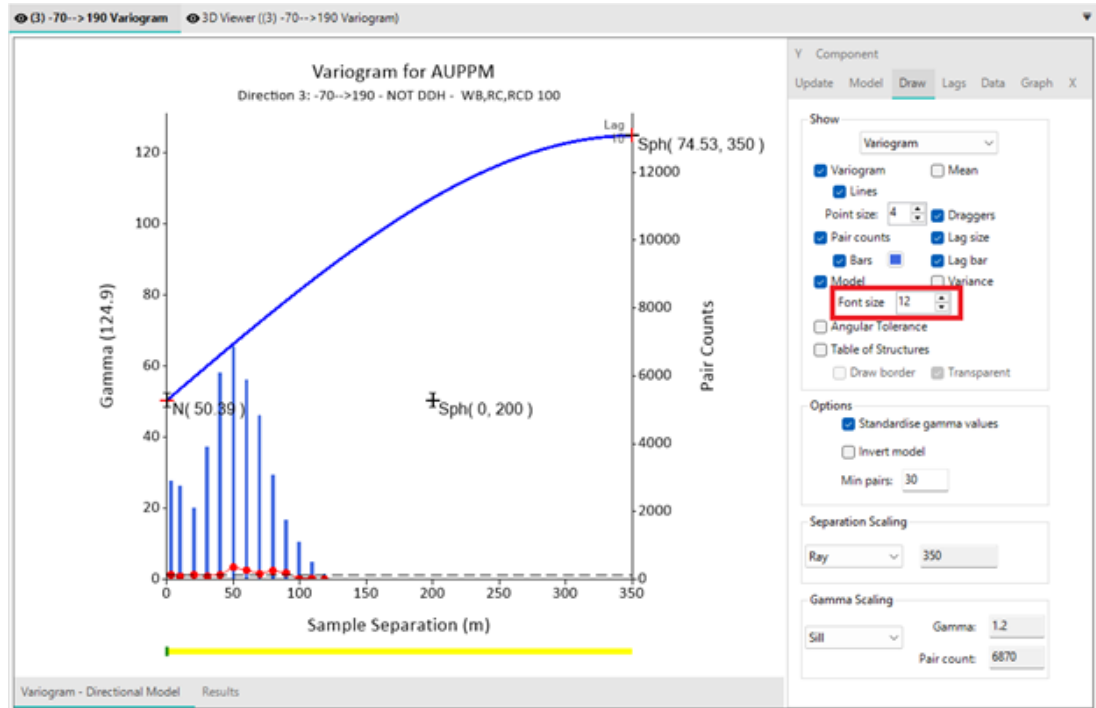 (3) -70-->190 Variogram
3D Viewer ((3) -70-->190 Variogram)
Variogram for AUPPM
Direction 3: -70-->190 - NOT DDH - WB,RC,RCD 100
Lag
10
Sph( 74.53, 350 )
N( 50.39 )
Sph( 0, 200 )
Gamma (124.9)
120
100
80
60
40
20
0
12000
10000
8000
6000
4000
2000
0
Pair Counts
0 50 100 150 200 250 300 350
Sample Separation (m)
Variogram - Directional Model Results
Y Component
Update Model Draw Lags Data Graph X
Show
Variogram
Variogram Mean
Lines
Point size: 4 Draggers
Pair counts Lag size
Bars Lag bar
Model Variance
Font size 12
Angular Tolerance
Table of Structures
Draw border Transparent
Options
Standardise gamma values
Invert model
Min pairs: 30
Separation Scaling
Ray 350
Gamma Scaling
Sill Gamma: 1.2
Pair count: 6870